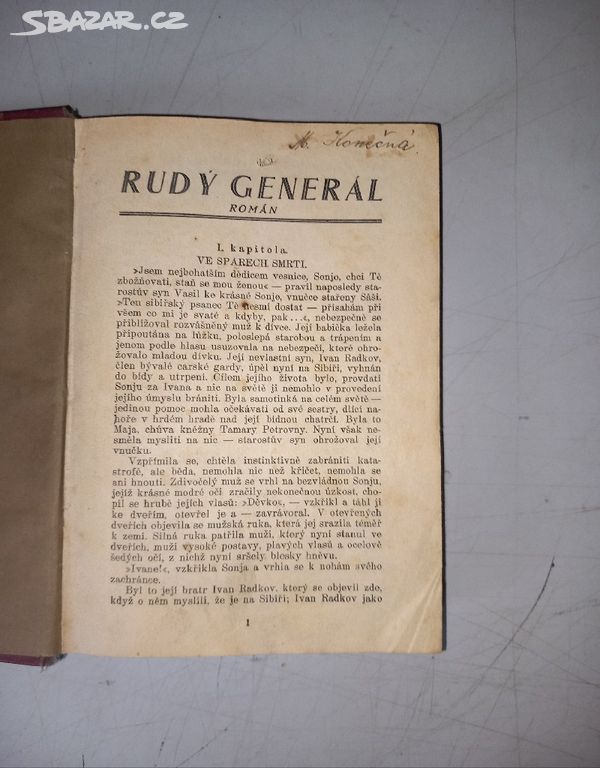 SBAZAR.CZ
M. Konečná
RUDÝ GENERÁL
ROMÁN
I. kapitola.
VE SPÁRECH SMRTI.
»Jsem nejbohatším dědicem vesnice, Sonjo, chci Tě
zbožňovati, staň se mou ženou« — pravil naposledy sta-
rostův syn Vasil ke krásné Sonje, vnučce stařeny Sáši.
»Ten sibiřský psanec Tě nesmí dostat — přísahám při
všem co mi je svaté a kdyby, pak...«, nebezpečně se
přibližoval rozvášněný muž k dívce. Její babička ležela
připoutána na lůžku, poloslepá starobou a trápením a
jenom podle hlasu usuzovala na nebezpečí, které ohro-
žovalo mladou dívku. Její nevlastní syn, Ivan Radkov,
člen bývalé carské gardy, úpěl nyní na Sibiři, vyhnán
do bídy a utrpení. Cílem jejího života bylo, provdati
Sonju za Ivana a nic na světě ji nemohlo v provedení
jejího úmyslu brániti. Byla samotinká na celém světě —
jedinou pomoc mohla očekávati od své sestry, dlící na-
hoře v hrdém hradě nad její bídnou chatrčí. Byla to
Maja, chůva kněžny Tamary Petrovny. Nyní však ne-
směla mysliti na nic — starostův syn ohrožoval její
vnučku.
Vzpřímila se, chtěla instinktivně zabrániti kata-
strofě, ale běda, nemohla nic než křičet, nemohla se
ani hnouti. Zdivočelý muž se vrhl na bezvládnou Sonju,
jejíž krásné modré oči zračily nekonečnou úzkost, cho-
pil se hrubě jejích vlasů: »Děvko«, — vzkřikl a táhl ji
ke dveřím, otevřel je a — zavrávoral. V otevřených
dveřích objevila se mužská ruka, která jej srazila téměř
k zemi. Silná ruka patřila muži, který nyní stanul ve
dveřích, muži vysoké postavy, plavých vlasů a ocelově
šedých očí, z nichž nyní sršely blesky hněvu.
»Ivane!«, vzkřikla Sonja a vrhla se k nohám svého
zachránce.
Byl to její bratr Ivan Radkov, který se objevil zde,
když o něm myslili, že je na Sibiři; Ivan Radkov jako
1